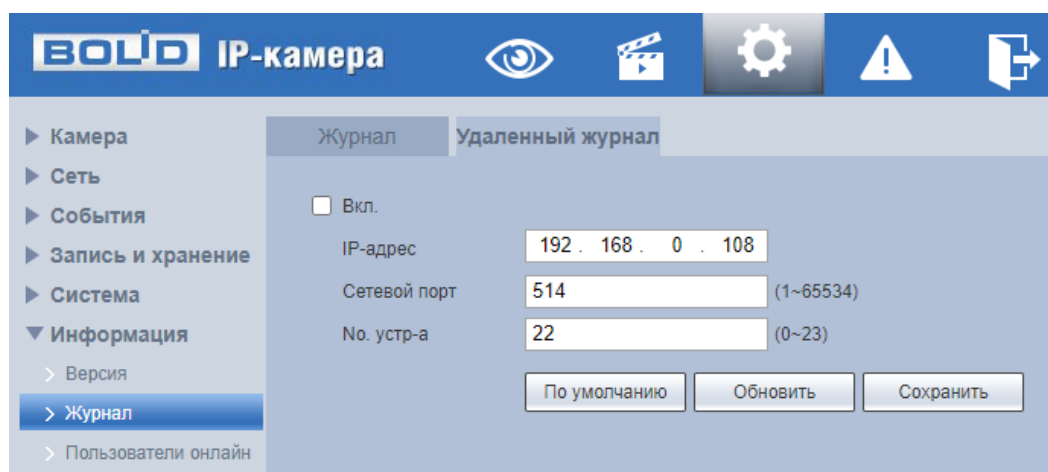 BOLID IP-камера
Камера
Сеть
События
Запись и хранение
Система
Информация
Версия
Журнал
Пользователи онлайн
Журнал Удаленный журнал
Вкл.
IP-адрес 192 . 168 . 0 . 108
Сетевой порт 514 (1~65534)
No. устр-а 22 (0~23)
По умолчанию Обновить Сохранить